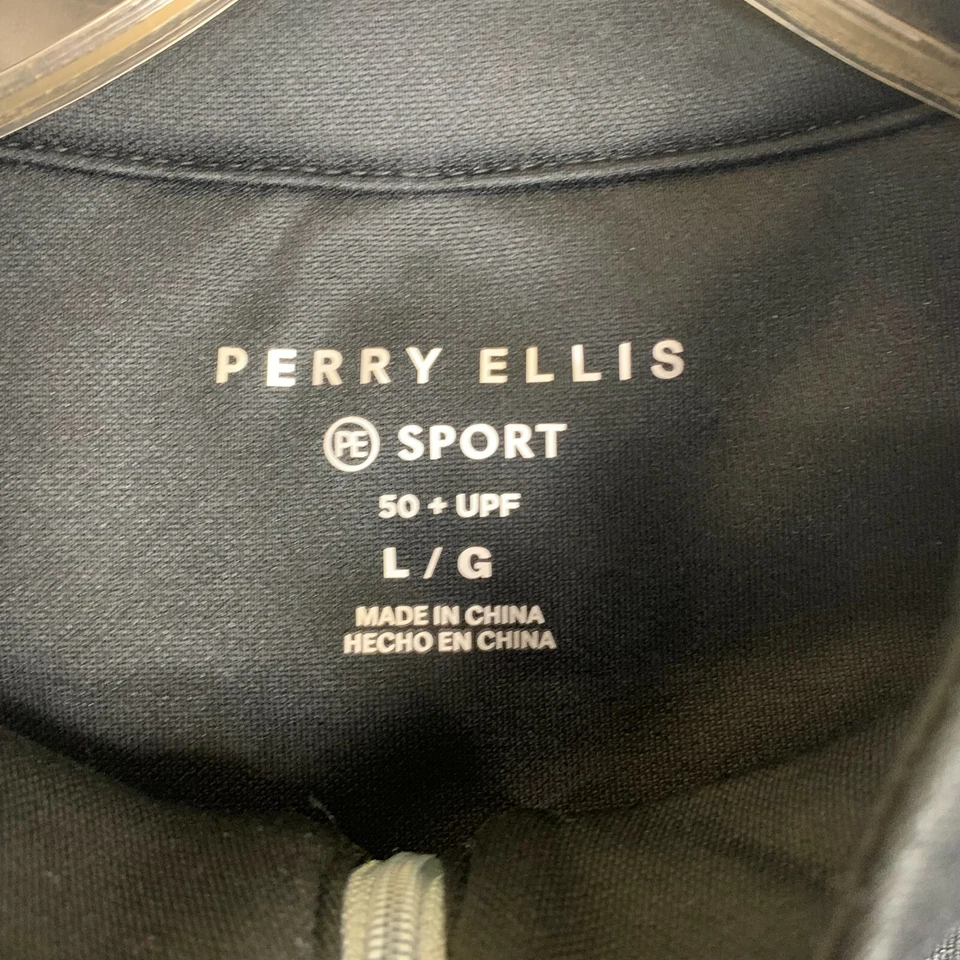 PERRY ELLIS
PE SPORT
50 + UPF
L / G
MADE IN CHINA
HECHO EN CHINA